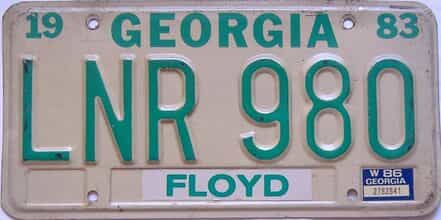 19 GEORGIA 83
LNR 980
W 86
GEORGIA
FLOYD